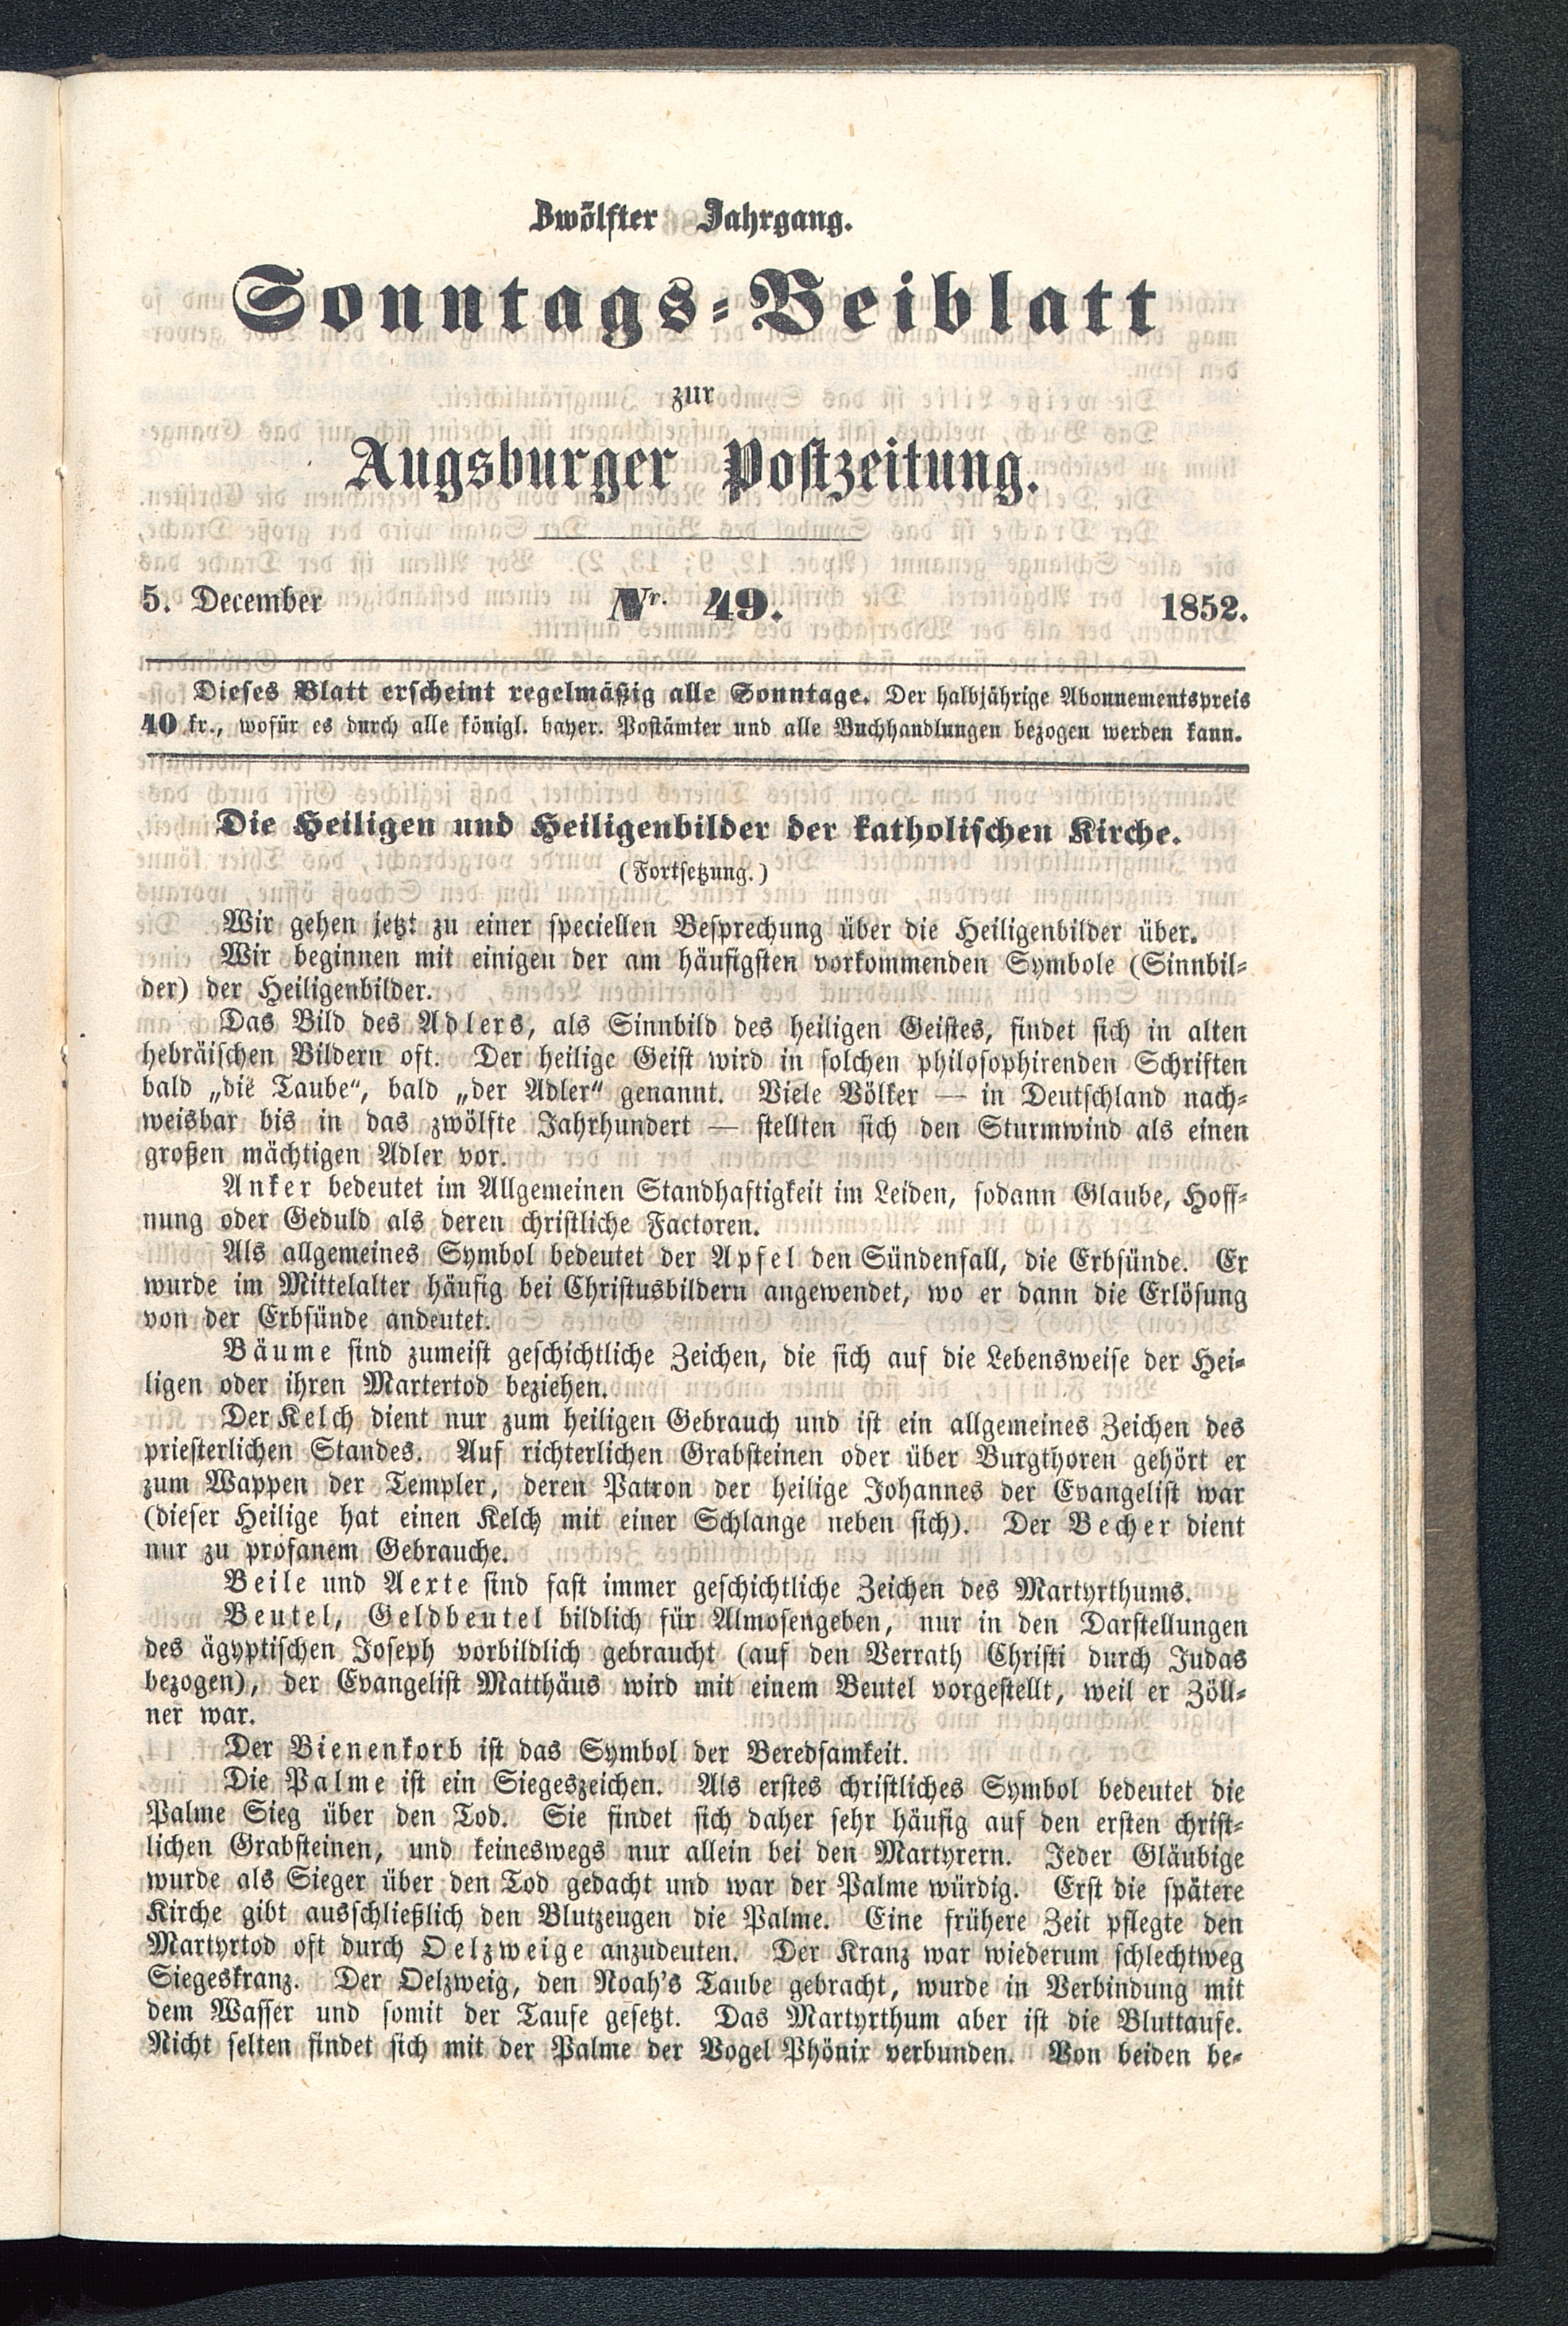 Zwölfter Jahrgang.
Sonntags-Beiblatt
zur
Augsburger Postzeitung.
5. December Nr. 49. 1852.
Dieses Blatt erscheint regelmäßig alle Sonntage. Der halbjährige Abonnementspreis
40 kr., wofür es durch alle königl. bayer. Postämter und alle Buchhandlungen bezogen werden kann.
Die Heiligen und Heiligenbilder der katholischen Kirche.
(Fortsetzung.)
Wir gehen jetzt zu einer speciellen Besprechung über die Heiligenbilder über.
Wir beginnen mit einigen der am häufigsten vorkommenden Symbole (Sinnbil-
der) der Heiligenbilder.
Das Bild des Adlers, als Sinnbild des heiligen Geistes, findet sich in alten
hebräischen Bildern oft. Der heilige Geist wird in solchen philosophirenden Schriften
bald „die Taube“, bald „der Adler“ genannt. Viele Völker — in Deutschland nach-
weisbar bis in das zwölfte Jahrhundert — stellten sich den Sturmwind als einen
großen mächtigen Adler vor.
Anker bedeutet im Allgemeinen Standhaftigkeit im Leiden, sodann Glaube, Hoff-
nung oder Geduld als deren christliche Factoren.
Als allgemeines Symbol bedeutet der Apfel den Sündenfall, die Erbsünde. Er
wurde im Mittelalter häufig bei Christusbildern angewendet, wo er dann die Erlösung
von der Erbsünde andeutet.
Bäume sind zumeist geschichtliche Zeichen, die sich auf die Lebensweise der Hei-
ligen oder ihren Martertod beziehen.
Der Kelch dient nur zum heiligen Gebrauch und ist ein allgemeines Zeichen des
priesterlichen Standes. Auf richterlichen Grabsteinen oder über Burgthoren gehört er
zum Wappen der Templer, deren Patron der heilige Johannes der Evangelist war
(dieser Heilige hat einen Kelch mit einer Schlange neben sich). Der Becher dient
nur zu profanem Gebrauche.
Beile und Aexte sind fast immer geschichtliche Zeichen des Martyrthums.
Beutel, Geldbeutel bildlich für Almosengeben, nur in den Darstellungen
des ägyptischen Joseph vorbildlich gebraucht (auf den Verrath Christi durch Judas
bezogen), der Evangelist Matthäus wird mit einem Beutel vorgestellt, weil er Zöll-
ner war.
Der Bienenkorb ist das Symbol der Beredsamkeit.
Die Palme ist ein Siegeszeichen. Als erstes christliches Symbol bedeutet die
Palme Sieg über den Tod. Sie findet sich daher sehr häufig auf den ersten christ-
lichen Grabsteinen, und keineswegs nur allein bei den Martyrern. Jeder Gläubige
wurde als Sieger über den Tod gedacht und war der Palme würdig. Erst die spätere
Kirche gibt ausschließlich den Blutzeugen die Palme. Eine frühere Zeit pflegte den
Martyrtod oft durch Oelzweige anzudeuten. Der Kranz war wiederum schlechtweg
Siegeskranz. Der Oelzweig, den Noah's Taube gebracht, wurde in Verbindung mit
dem Wasser und somit der Taufe gesetzt. Das Martyrthum aber ist die Bluttaufe.
Nicht selten findet sich mit der Palme der Vogel Phönix verbunden. Von beiden be-